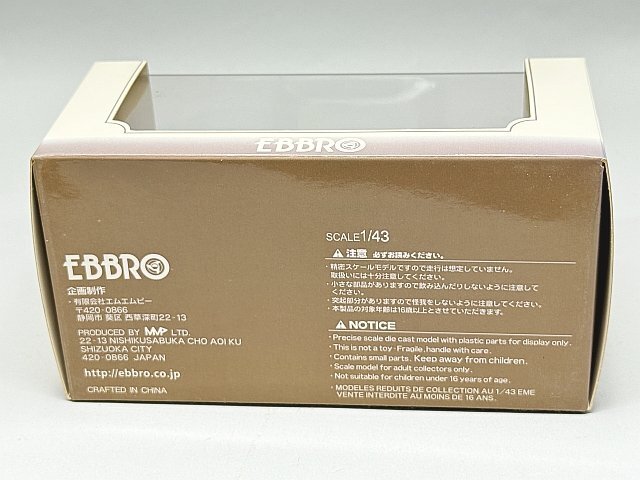 EBBRO
EBBRO
企画制作
・有限会社エムエムピー
〒420-0866
静岡市 葵区 西草深町22-13
PRODUCED BY MMP LTD.
22-13 NISHIKUSABUKA CHO AOI KU
SHIZUOKA CITY
420-0866 JAPAN
http://ebbro.co.jp
CRAFTED IN CHINA
SCALE1/43
注意 必ずお読みください。
・精密スケールモデルですので走行は想定していません。
取扱いには十分注意してください。
・小さな部品がありますので飲み込んだりしないように注意して
ください。
・突起部分がありますので怪我をしないように注意してください。
・本製品の対象年齢は16歳以上とさせていただきます。
NOTICE
・Precise scale die cast model with plastic parts for display only.
・This is not a toy・Fragile, handle with care.
・Contains small parts. Keep away from children.
・Scale model for adult collectors only.
・Not suitable for children under 16 years of age.
・MODELES REDUITS DE COLLECTION AU 1/43 EME
VENTE INTERDITE AU MOINS DE 16 ANS.